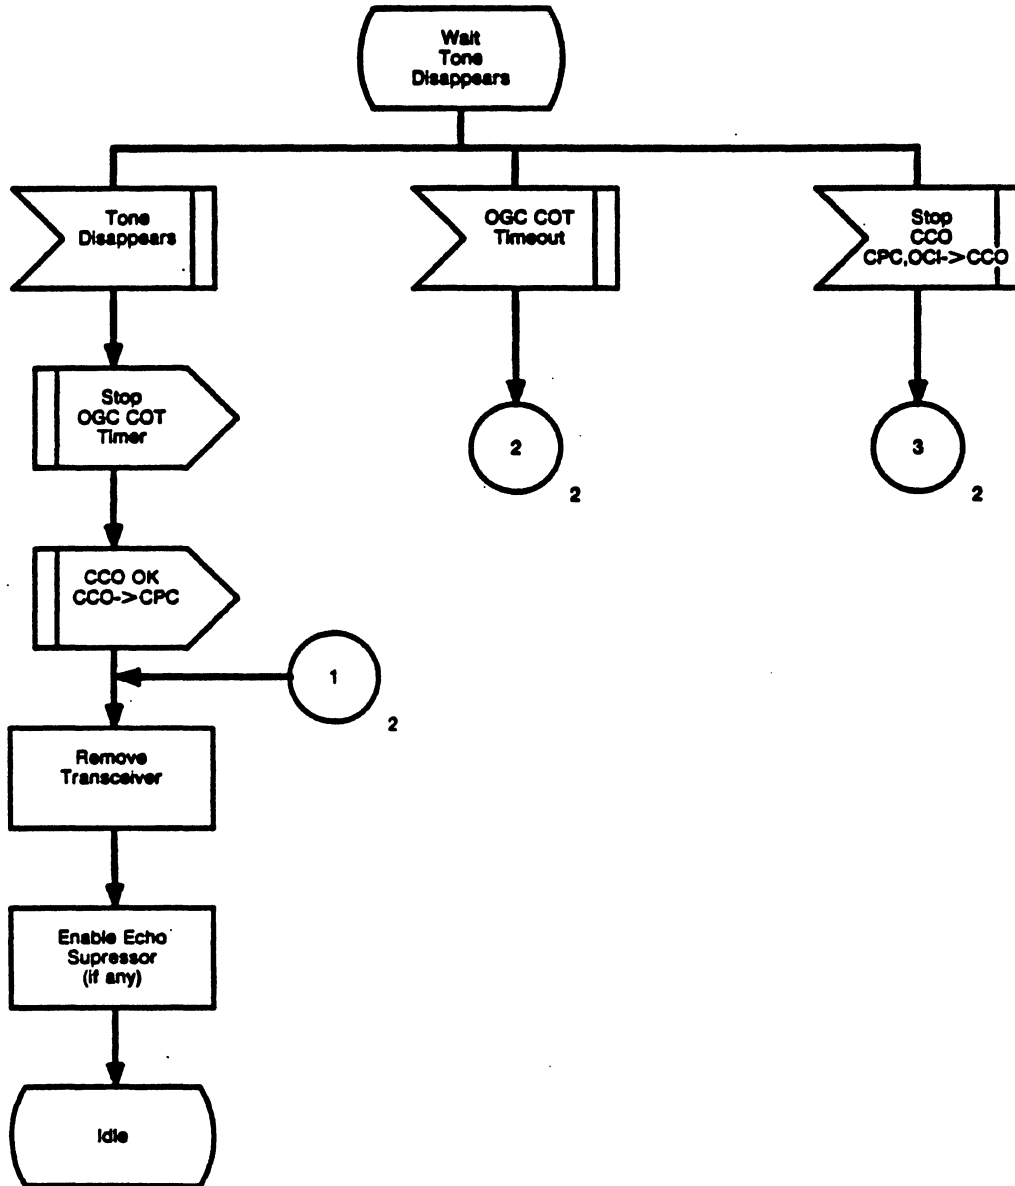 Wait
Tone
Disappears
Tone
Disappears
OGC COT
Timeout
Stop
CCO
CPC,OCI->CCO
Stop
OGC COT
Timer
2
2
3
2
CCO OK
CCO->CPC
1
2
Remove
Transceiver
Enable Echo
Supressor
(if any)
Idle